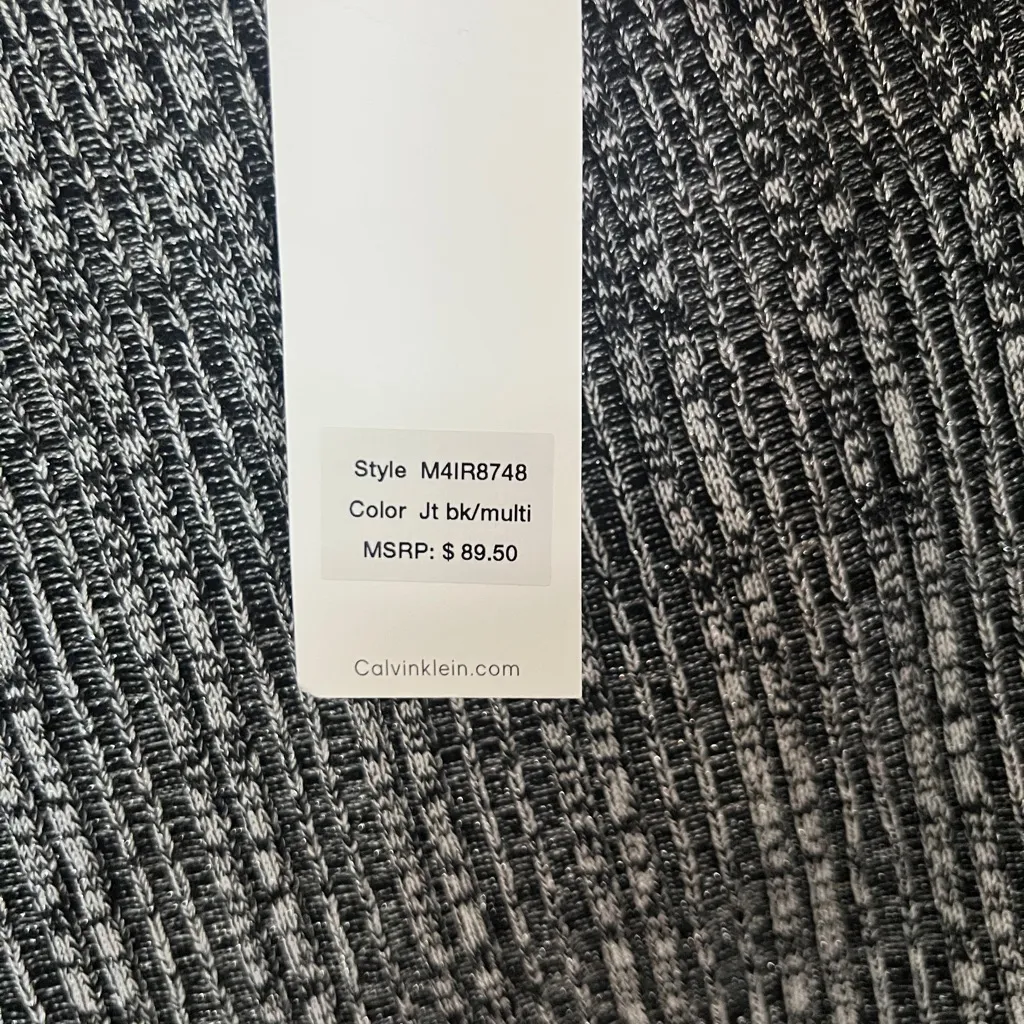 Style M4IR8748
Color Jt bk/multi
MSRP: $ 89.50
Calvinklein.com